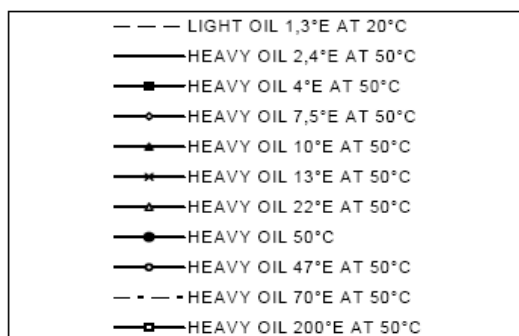 LIGHT OIL 1,3°E AT 20°C
HEAVY OIL 2,4°E AT 50°C
HEAVY OIL 4°E AT 50°C
HEAVY OIL 7,5°E AT 50°C
HEAVY OIL 10°E AT 50°C
HEAVY OIL 13°E AT 50°C
HEAVY OIL 22°E AT 50°C
HEAVY OIL 50°C
HEAVY OIL 47°E AT 50°C
HEAVY OIL 70°E AT 50°C
HEAVY OIL 200°E AT 50°C